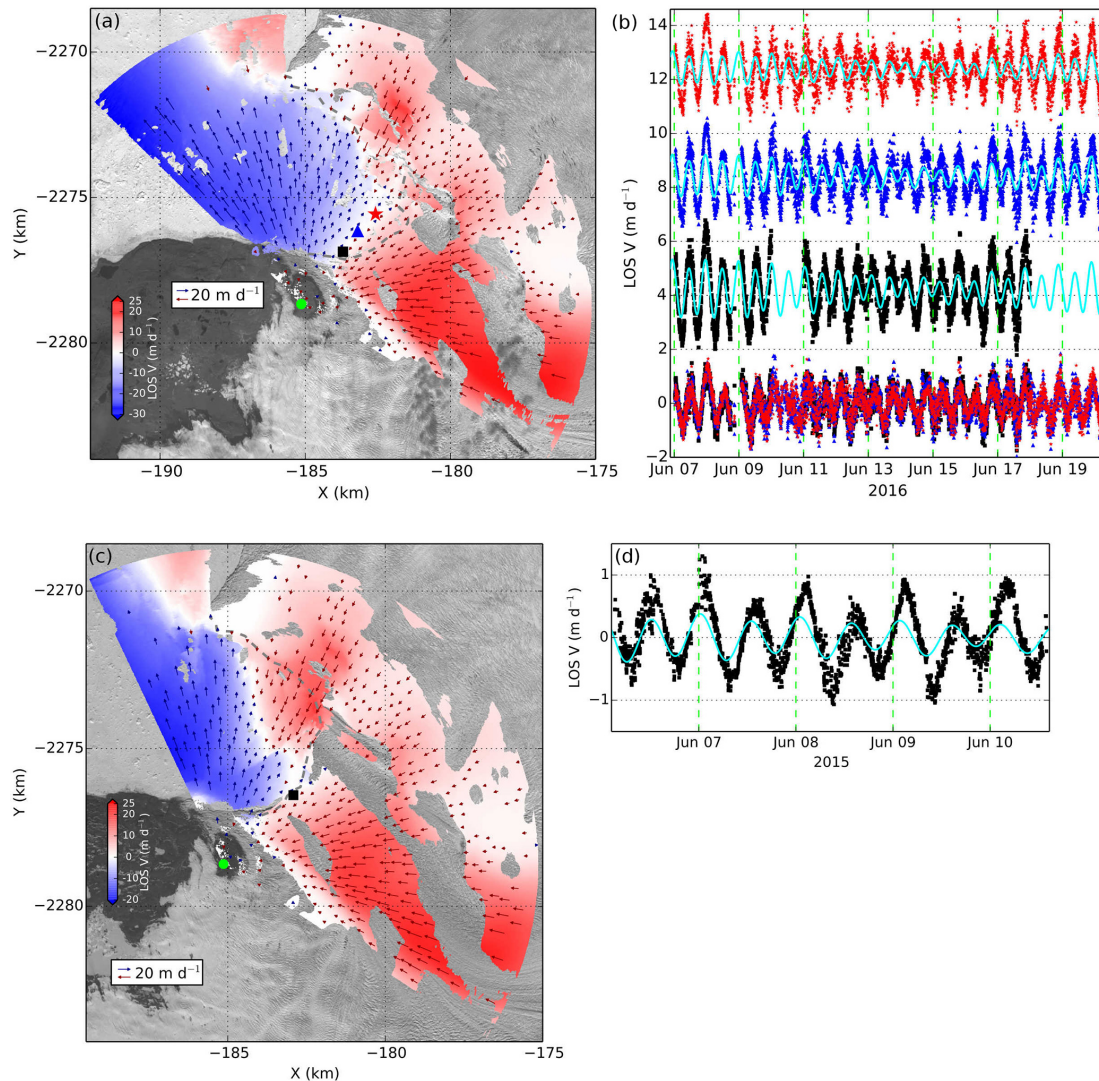 (a)
−2270
−2275
−2280
Y (km)
20 m d−1
25
20
10
0
−10
−20
−30
LOS V (m d−1)
−190
−185
−180
−175
X (km)
(b)
14
12
10
8
6
4
2
0
−2
LOS V (m d−1)
Jun 07
Jun 09
Jun 11
Jun 13
Jun 15
Jun 17
Jun 19
2016
(c)
−2270
−2275
−2280
Y (km)
25
20
10
0
−10
−20
LOS V (m d−1)
20 m d−1
−185
−180
−175
X (km)
(d)
1
0
−1
LOS V (m d−1)
Jun 07
Jun 08
Jun 09
Jun 10
2015